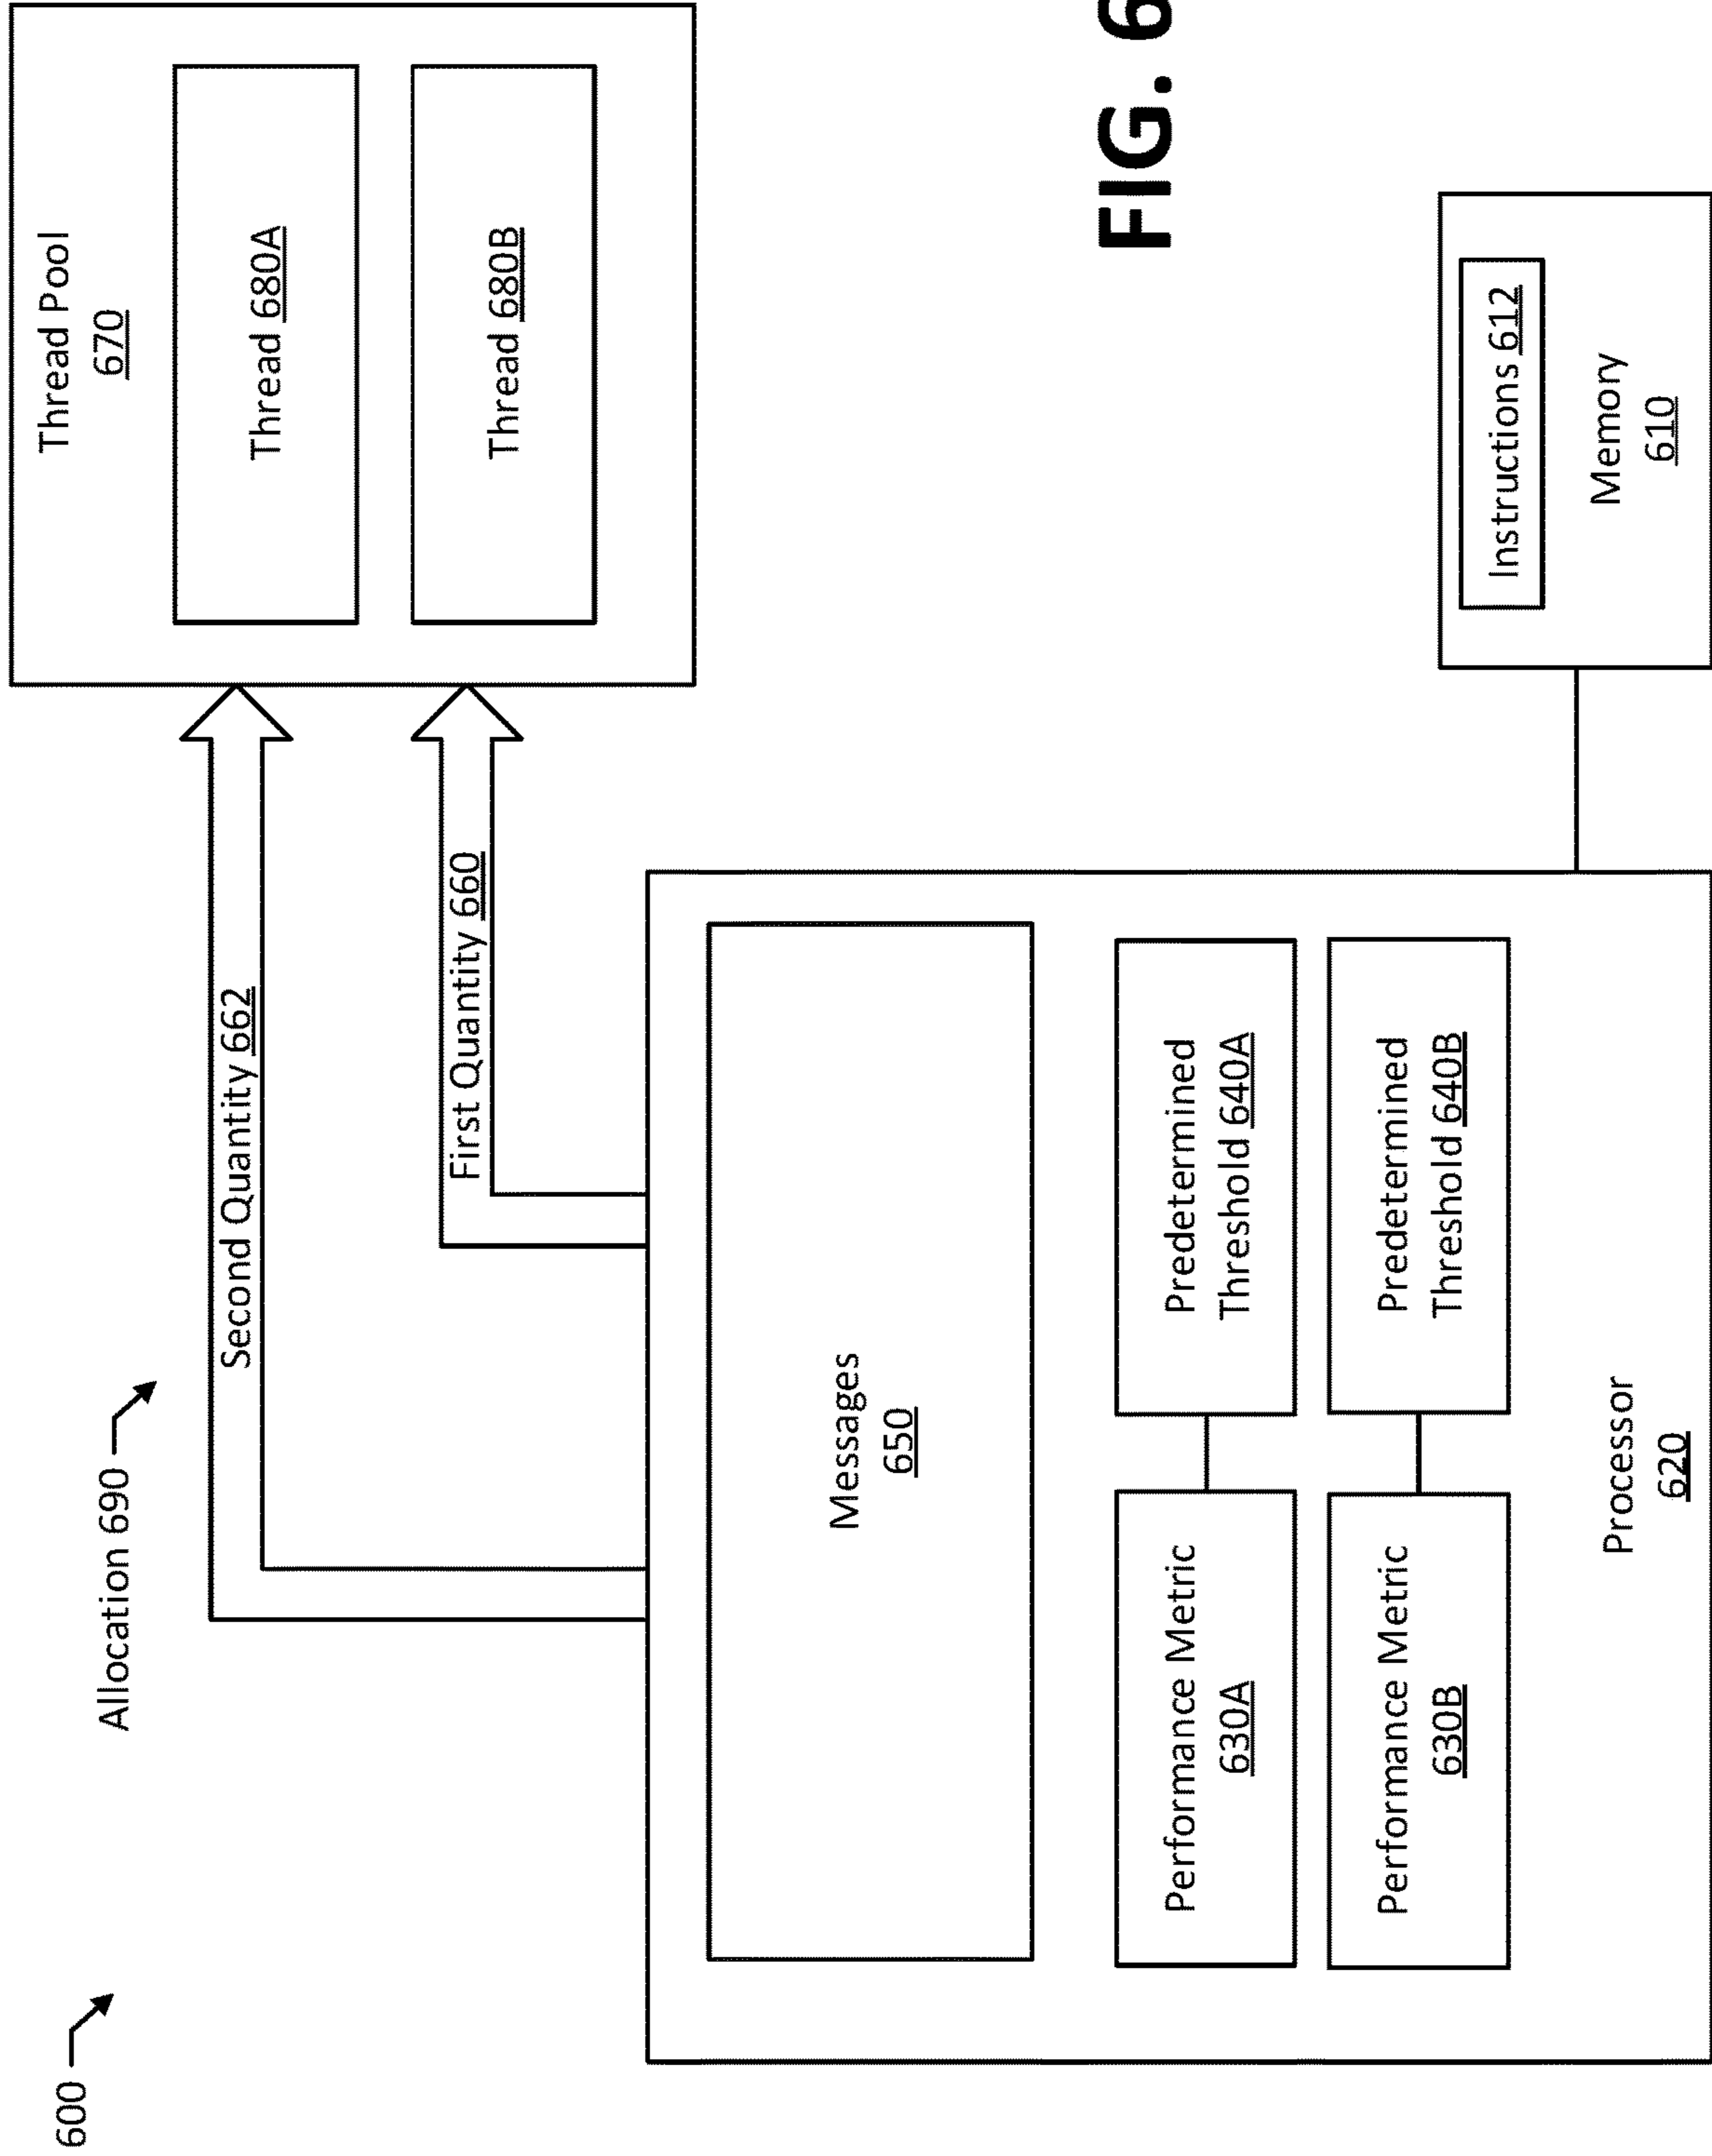 600
Allocation 690
Second Quantity 662
First Quantity 660
Thread Pool
670
Thread 680A
Thread 680B
Messages
650
Performance Metric
630A
Predetermined
Threshold 640A
Performance Metric
630B
Predetermined
Threshold 640B
Processor
620
Instructions 612
Memory
610
FIG. 6